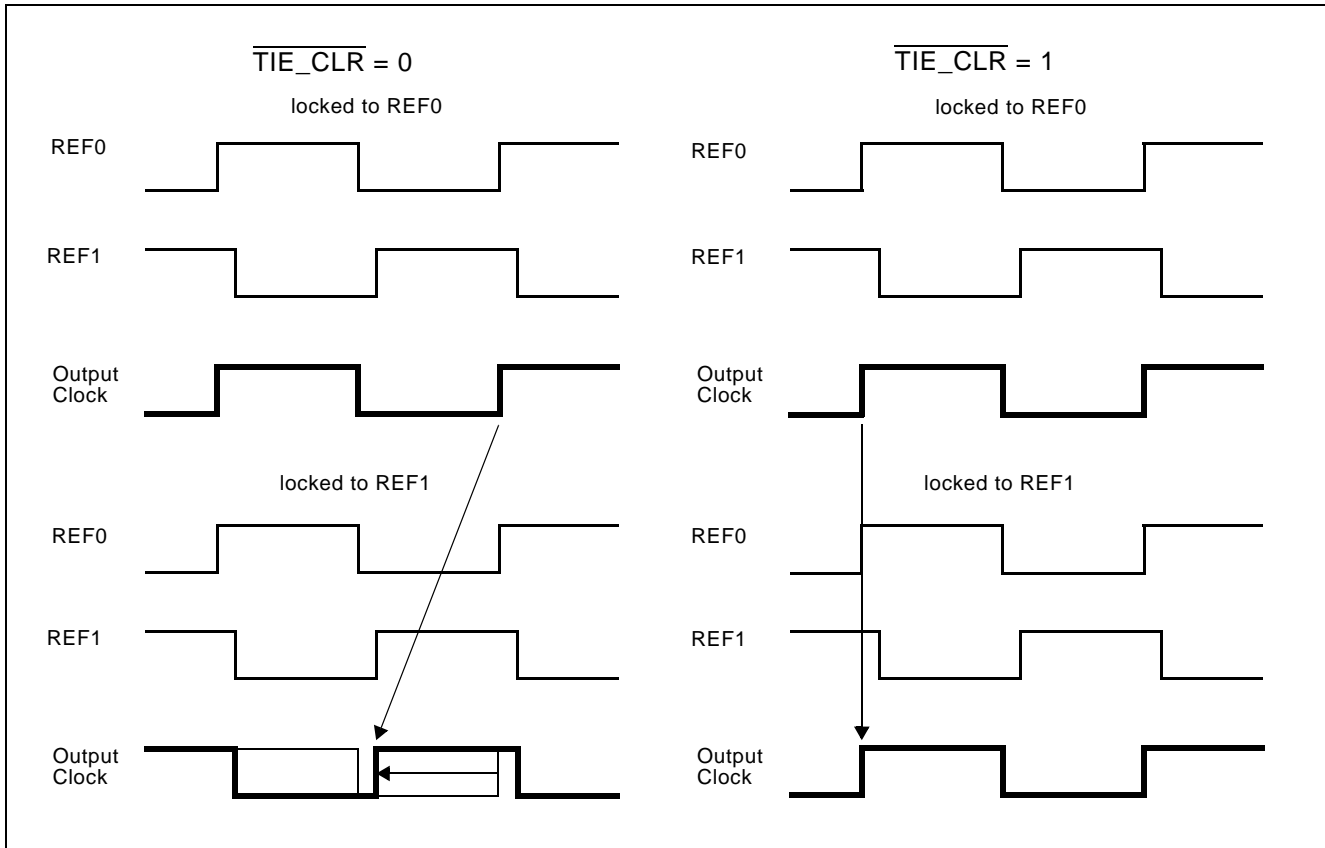 TIE_CLR = 0
locked to REF0
REF0
REF1
Output
Clock
locked to REF1
REF0
REF1
Output
Clock
TIE_CLR = 1
locked to REF0
REF0
REF1
Output
Clock
locked to REF1
REF0
REF1
Output
Clock